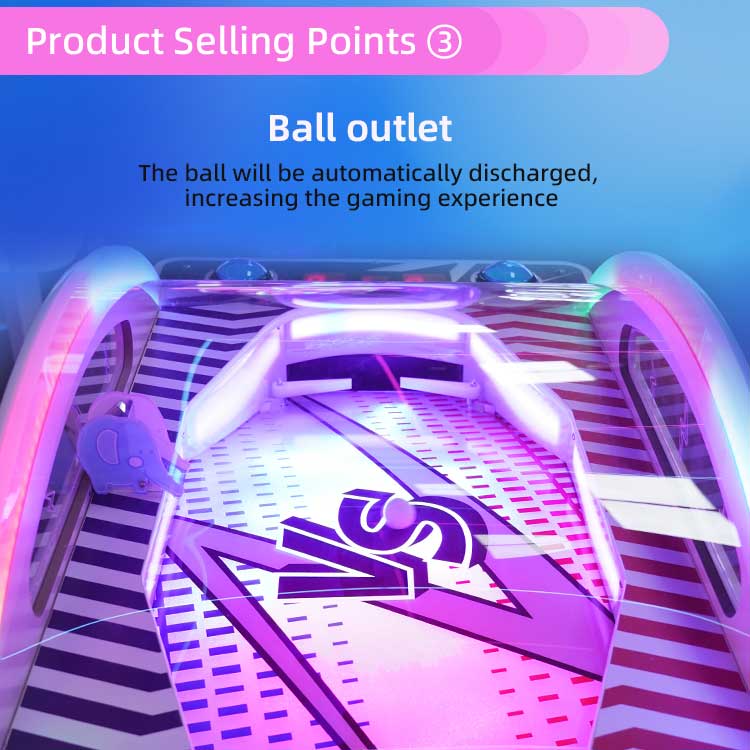 Product Selling Points ③
Ball outlet
The ball will be automatically discharged,
increasing the gaming experience
VS